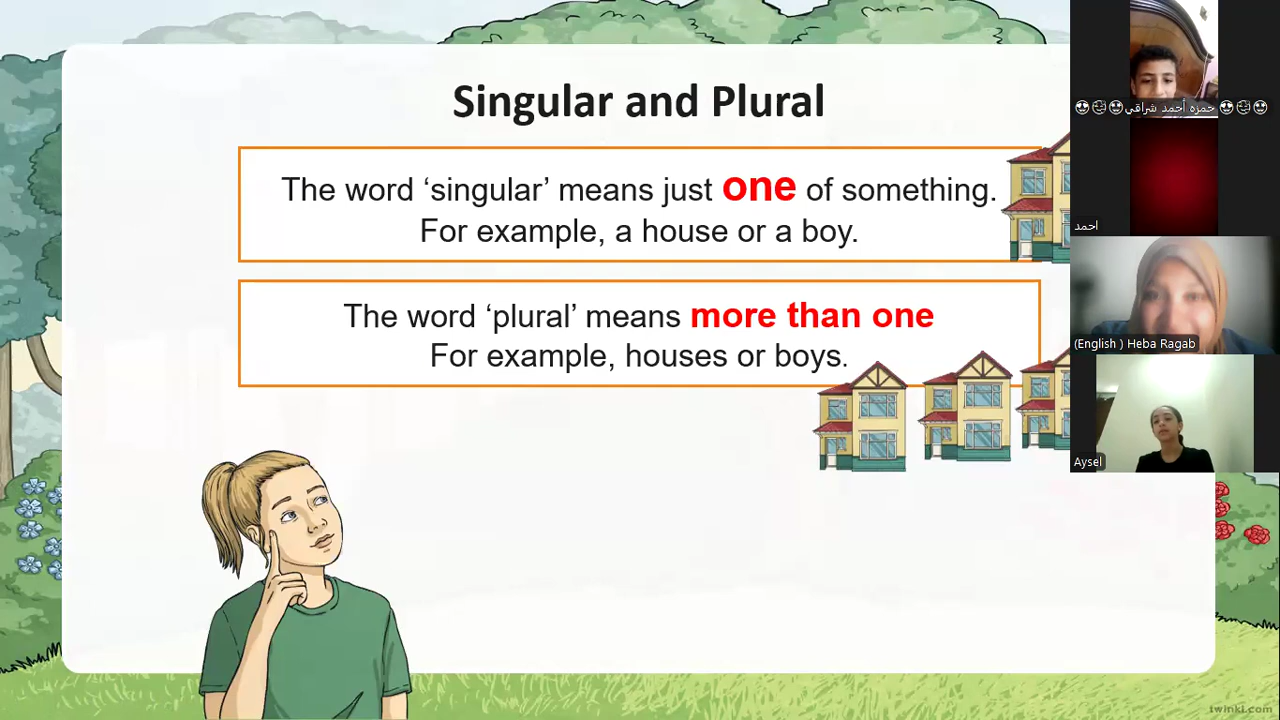 Singular and Plural
The word ‘singular’ means just one of something.
For example, a house or a boy.
The word ‘plural’ means more than one
For example, houses or boys.
😍🥰😍 حمزه أحمد شراقي 😍🥰😍
احمد
(English ) Heba Ragab
Aysel
twinkl.com